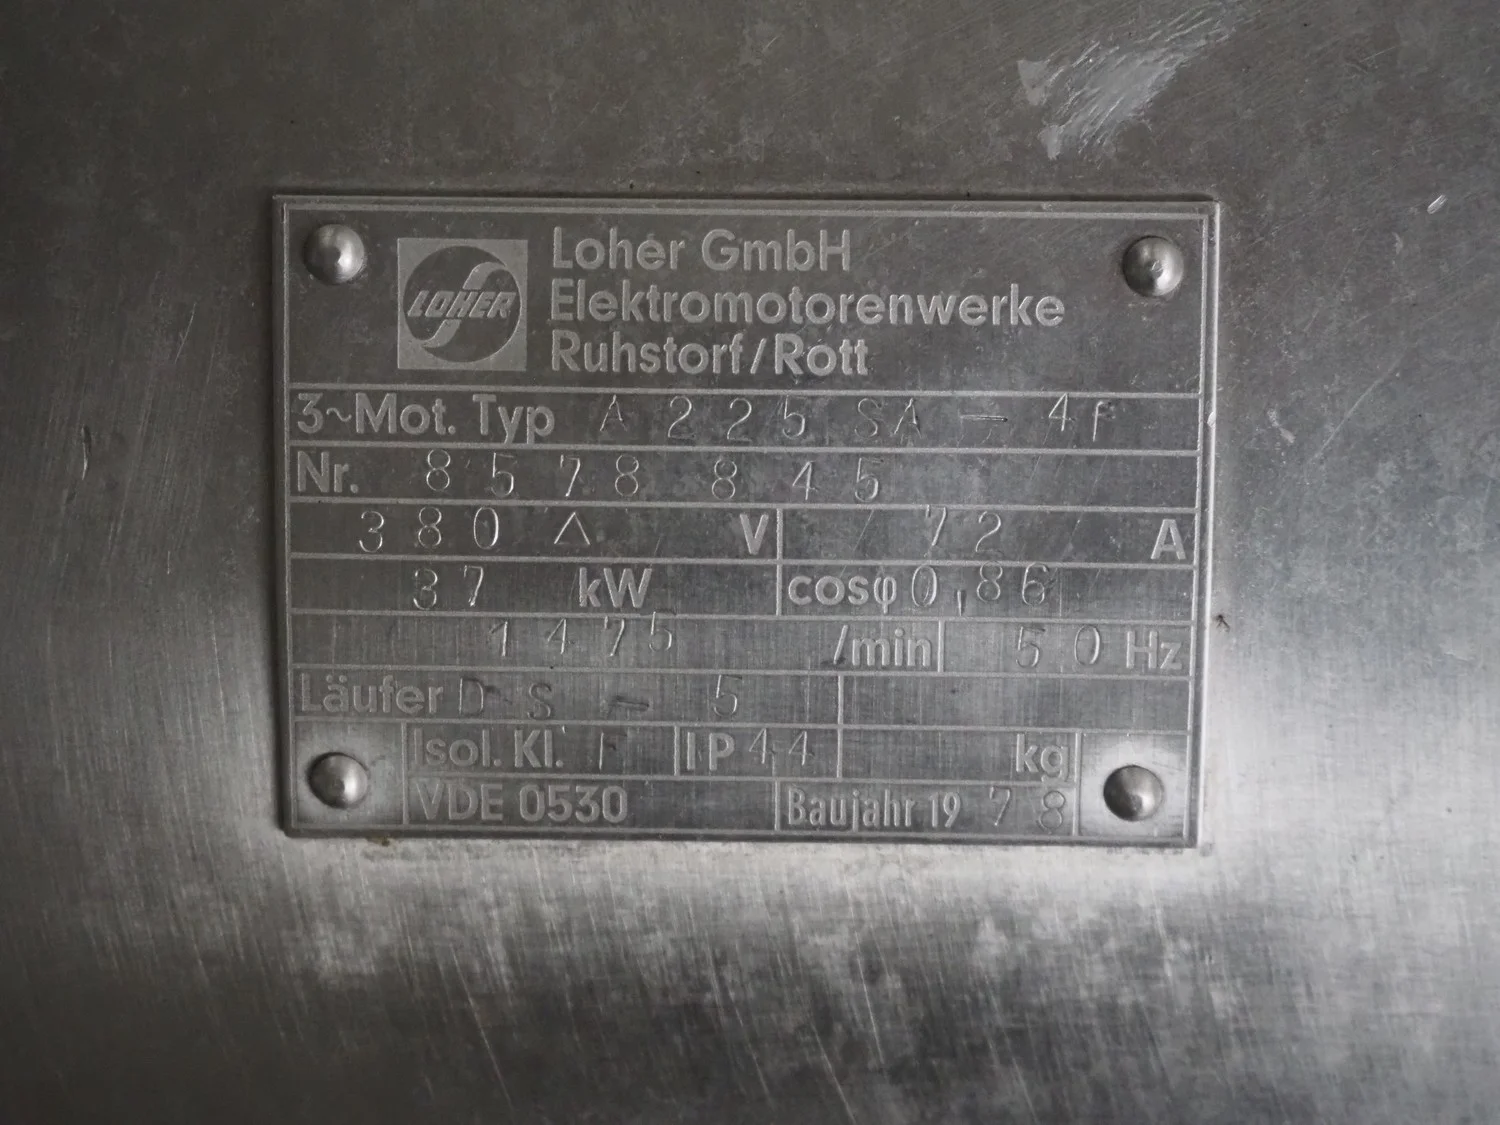 LOHER
Loher GmbH
Elektromotorenwerke
Ruhstorf/Rott
3~Mot. Typ A 225 SA - 4F
Nr. 8578 845
380 △ V 72 A
37 kW cosφ 0,86
1475 /min 50 Hz
Läufer DS - 5
Isol. Kl. F IP 44 kg
VDE 0530 Baujahr 19 78